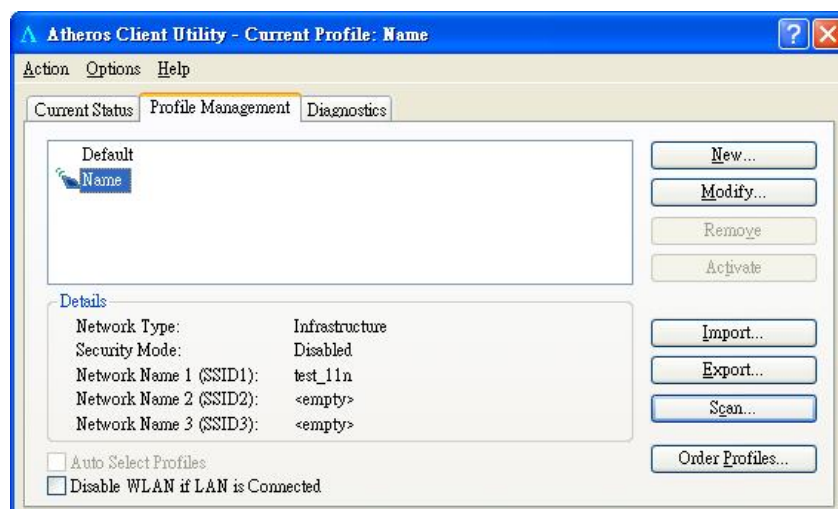 Atheros Client Utility - Current Profile: Name
Action Options Help
Current Status Profile Management Diagnostics
Default
Name
New...
Modify...
Remove
Activate
Details
Network Type: Infrastructure
Security Mode: Disabled
Network Name 1 (SSID1): test_11n
Network Name 2 (SSID2): <empty>
Network Name 3 (SSID3): <empty>
Import...
Export...
Scan...
Order Profiles...
Auto Select Profiles
Disable WLAN if LAN is Connected